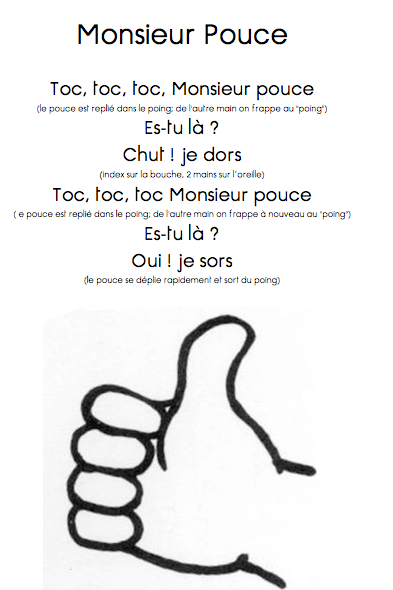 Monsieur Pouce
Toc, toc, toc, Monsieur pouce
(le pouce est replié dans le poing; de l'autre main on frappe au "poing")
Es-tu là ?
Chut ! je dors
(index sur la bouche, 2 mains sur l'oreille)
Toc, toc, toc Monsieur pouce
( e pouce est replié dans le poing; de l'autre main on frappe à nouveau au "poing")
Es-tu là ?
Oui ! je sors
(le pouce se déplie rapidement et sort du poing)